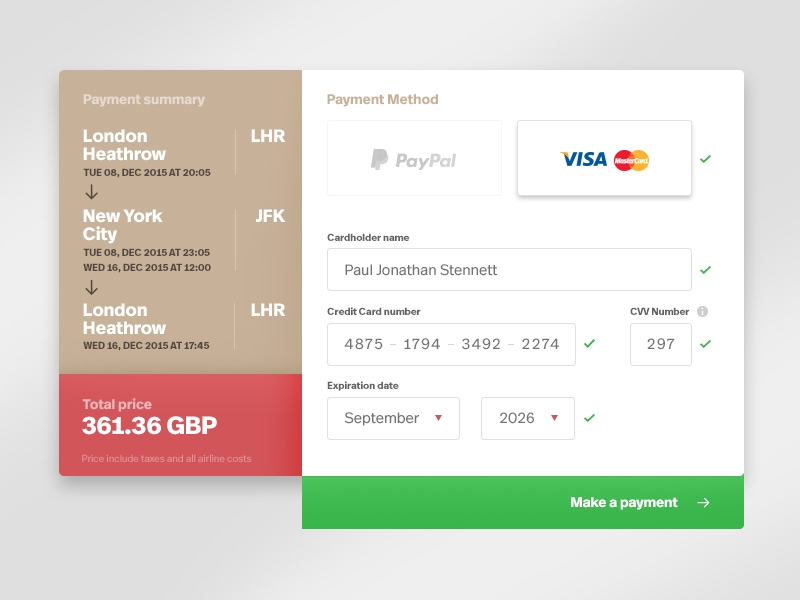 Payment summary
London
Heathrow
LHR
TUE 08, DEC 2015 AT 20:05
New York
City
JFK
TUE 08, DEC 2015 AT 23:05
WED 16, DEC 2015 AT 12:00
London
Heathrow
LHR
WED 16, DEC 2015 AT 17:45
Total price
361.36 GBP
Price include taxes and all airline costs
Payment Method
PayPal
VISA
MasterCard
Cardholder name
Paul Jonathan Stennett
Credit Card number
4875 – 1794 – 3492 – 2274
CVV Number
297
Expiration date
September
2026
Make a payment